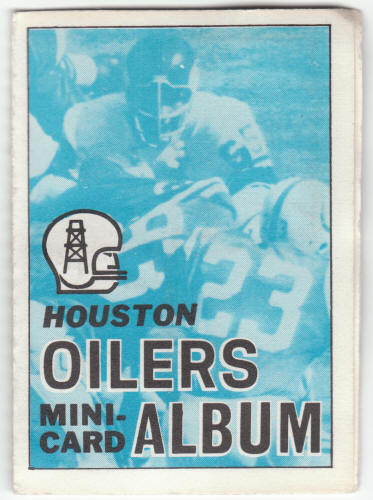 HOUSTON
OILERS
MINI-
CARD ALBUM